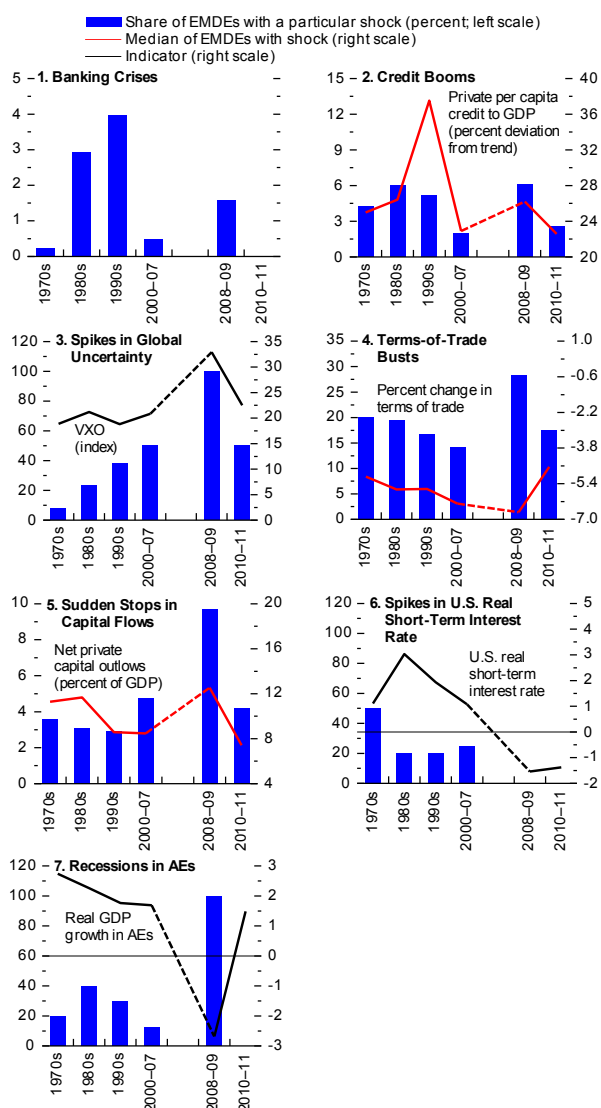 Share of EMDEs with a particular shock (percent; left scale)
Median of EMDEs with shock (right scale)
Indicator (right scale)
1. Banking Crises
5
4
3
2
1
0
1970s
1980s
1990s
2000–07
2008–09
2010–11
2. Credit Booms
Private per capita
credit to GDP
(percent deviation
from trend)
15
12
9
6
3
0
40
36
32
28
24
20
1970s
1980s
1990s
2000–07
2008–09
2010–11
3. Spikes in Global
Uncertainty
VXO
(index)
120
100
80
60
40
20
0
35
30
25
20
15
10
5
0
1970s
1980s
1990s
2000–07
2008–09
2010–11
4. Terms-of-Trade
Busts
Percent change in
terms of trade
35
30
25
20
15
10
5
0
1.0
-0.6
-2.2
-3.8
-5.4
-7.0
1970s
1980s
1990s
2000–07
2008–09
2010–11
5. Sudden Stops in
Capital Flows
Net private
capital outlows
(percent of GDP)
10
8
6
4
2
0
20
16
12
8
4
1970s
1980s
1990s
2000–07
2008–09
2010–11
6. Spikes in U.S. Real
Short-Term Interest
Rate
U.S. real
short-term
interest rate
120
100
80
60
40
20
0
5
4
3
2
1
0
-1
-2
1970s
1980s
1990s
2000–07
2008–09
2010–11
7. Recessions in AEs
Real GDP
growth in AEs
120
100
80
60
40
20
0
3
2
1
0
-1
-2
-3
1970s
1980s
1990s
2000–07
2008–09
2010–11